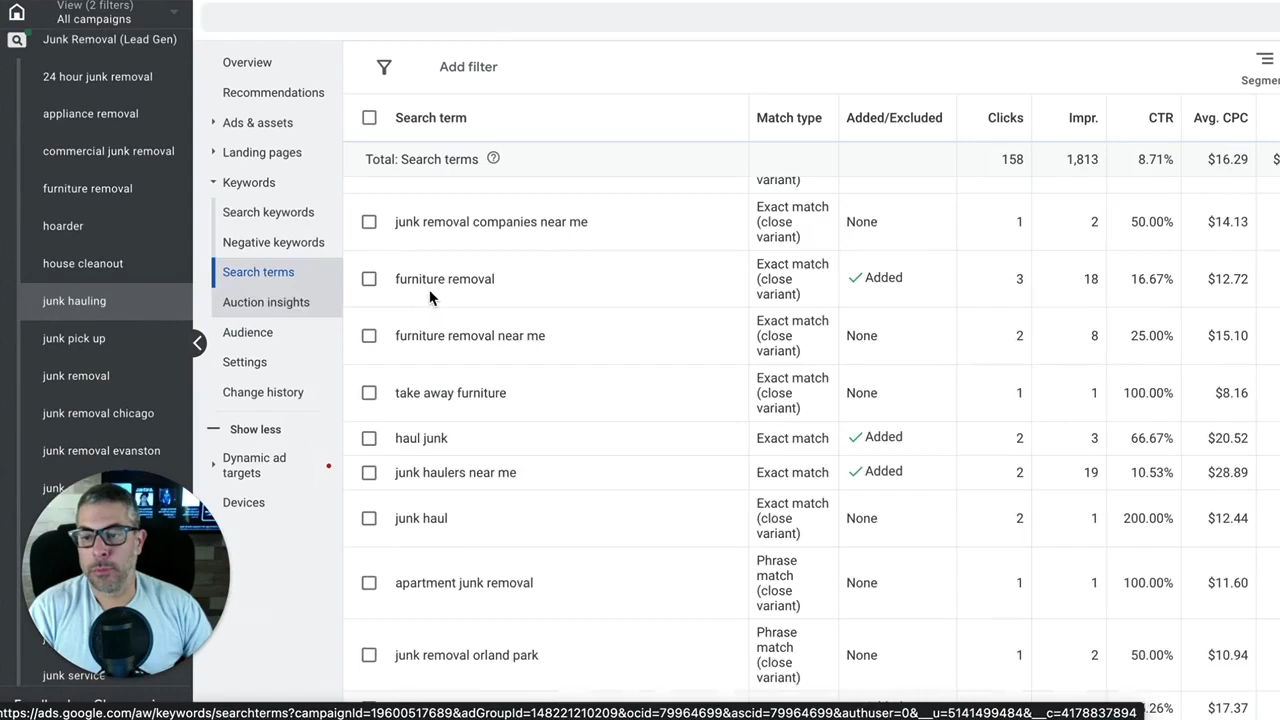 View (2 filters)
All campaigns
Junk Removal (Lead Gen)
24 hour junk removal
appliance removal
commercial junk removal
furniture removal
hoarder
house cleanout
junk hauling
junk pick up
junk removal
junk removal chicago
junk removal evanston
junk
junk service
Overview
Recommendations
Ads & assets
Landing pages
Keywords
Search keywords
Negative keywords
Search terms
Auction insights
Audience
Settings
Change history
Show less
Dynamic ad
targets
Devices
Add filter
Search term Match type Added/Excluded Clicks Impr. CTR Avg. CPC
Total: Search terms 158 1,813 8.71% $16.29 $
variant)
junk removal companies near me Exact match (close variant) None 1 2 50.00% $14.13
furniture removal Exact match (close variant) Added 3 18 16.67% $12.72
furniture removal near me Exact match (close variant) None 2 8 25.00% $15.10
take away furniture Exact match (close variant) None 1 1 100.00% $8.16
haul junk Exact match Added 2 3 66.67% $20.52
junk haulers near me Exact match Added 2 19 10.53% $28.89
junk haul Exact match (close variant) None 2 1 200.00% $12.44
apartment junk removal Phrase match (close variant) None 1 1 100.00% $11.60
junk removal orland park Phrase match (close variant) None 1 2 50.00% $10.94
.26% $17.37
https://ads.google.com/aw/keywords/searchterms?campaignId=19600517689&adGroupId=148221210209&ocid=79964699&ascid=79964699&authuser=0&__u=5141499484&__c=4178837894